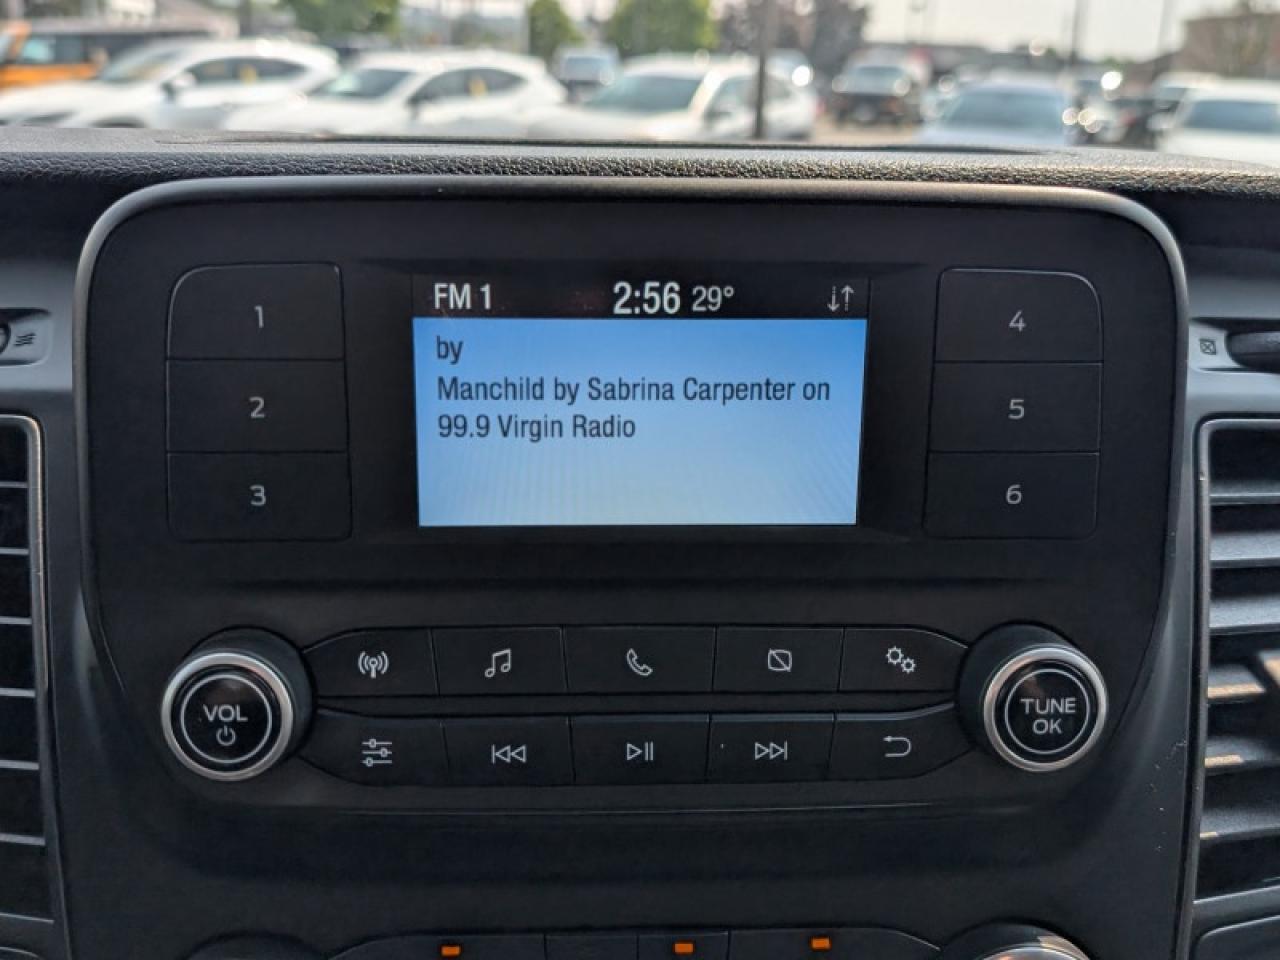 FM 1 2:56 29°
by
Manchild by Sabrina Carpenter on
99.9 Virgin Radio
1
2
3
4
5
6
VOL
TUNE
OK